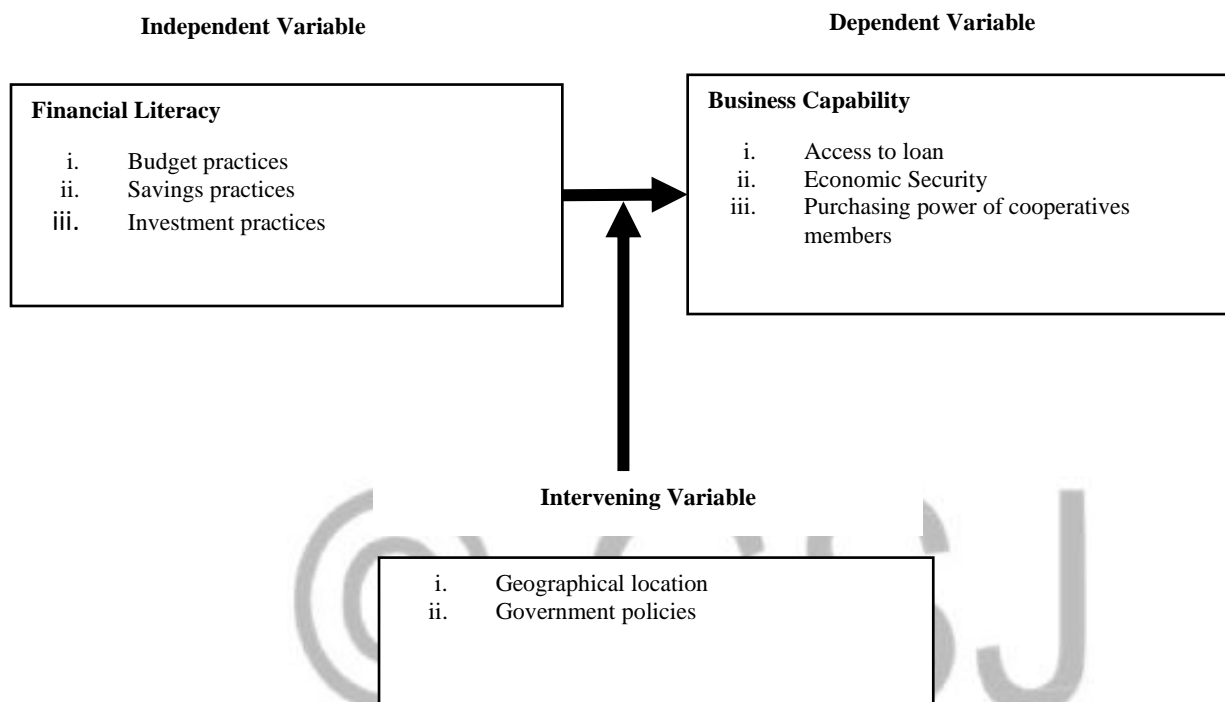 Independent Variable
Dependent Variable
Financial Literacy
i. Budget practices
ii. Savings practices
iii. Investment practices
Business Capability
i. Access to loan
ii. Economic Security
iii. Purchasing power of cooperatives
members
Intervening Variable
i. Geographical location
ii. Government policies
© GSJ